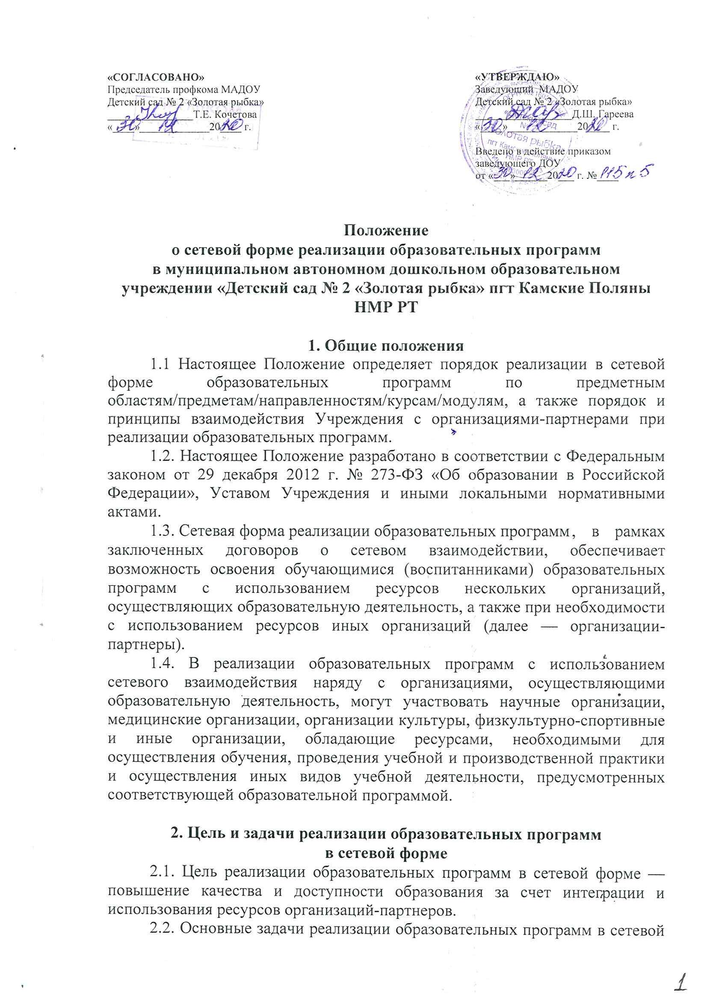 «СОГЛАСОВАНО»
Председатель профкома МАДОУ
Детский сад № 2 «Золотая рыбка»
Т.Е. Кочетова
«30» 12 2020 г.
«УТВЕРЖДАЮ»
Заведующий МАДОУ
Детский сад № 2 «Золотая рыбка»
Д.Ш. Гареева
«30» 12 2020 г.
Введено в действие приказом
заведующего ДОУ
от «30» 12 2020 г. № 115 п 5
Положение
о сетевой форме реализации образовательных программ
в муниципальном автономном дошкольном образовательном
учреждении «Детский сад № 2 «Золотая рыбка» пгт Камские Поляны
НМР РТ
1. Общие положения
1.1 Настоящее Положение определяет порядок реализации в сетевой
форме образовательных программ по предметным
областям/предметам/направленностям/курсам/модулям, а также порядок и
принципы взаимодействия Учреждения с организациями-партнерами при
реализации образовательных программ.
1.2. Настоящее Положение разработано в соответствии с Федеральным
законом от 29 декабря 2012 г. № 273-ФЗ «Об образовании в Российской
Федерации», Уставом Учреждения и иными локальными нормативными
актами.
1.3. Сетевая форма реализации образовательных программ, в рамках
заключенных договоров о сетевом взаимодействии, обеспечивает
возможность освоения обучающимися (воспитанниками) образовательных
программ с использованием ресурсов нескольких организаций,
осуществляющих образовательную деятельность, а также при необходимости
с использованием ресурсов иных организаций (далее — организации-
партнеры).
1.4. В реализации образовательных программ с использованием
сетевого взаимодействия наряду с организациями, осуществляющими
образовательную деятельность, могут участвовать научные организации,
медицинские организации, организации культуры, физкультурно-спортивные
и иные организации, обладающие ресурсами, необходимыми для
осуществления обучения, проведения учебной и производственной практики
и осуществления иных видов учебной деятельности, предусмотренных
соответствующей образовательной программой.
2. Цель и задачи реализации образовательных программ
в сетевой форме
2.1. Цель реализации образовательных программ в сетевой форме —
повышение качества и доступности образования за счет интеграции и
использования ресурсов организаций-партнеров.
2.2. Основные задачи реализации образовательных программ в сетевой
1